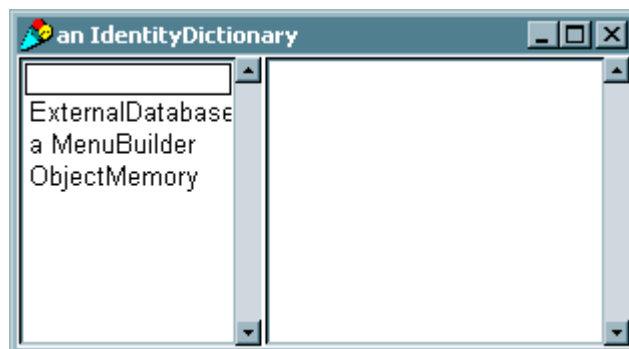 an IdentityDictionary
ExternalDatabase
a MenuBuilder
ObjectMemory